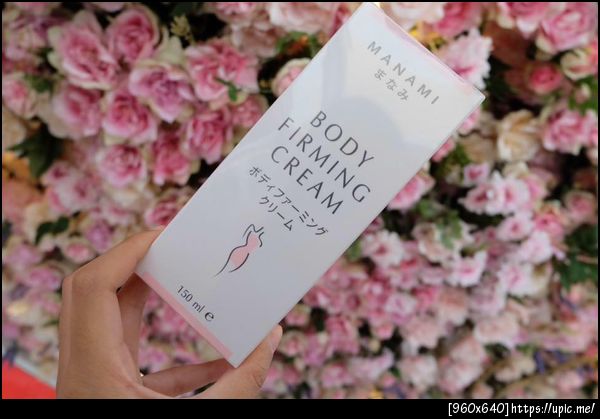 MANAMI
まなみ
BODY
FIRMING
CREAM
ボディファーミング
クリーム
150 ml ℮
[960x640]https://upic.me/